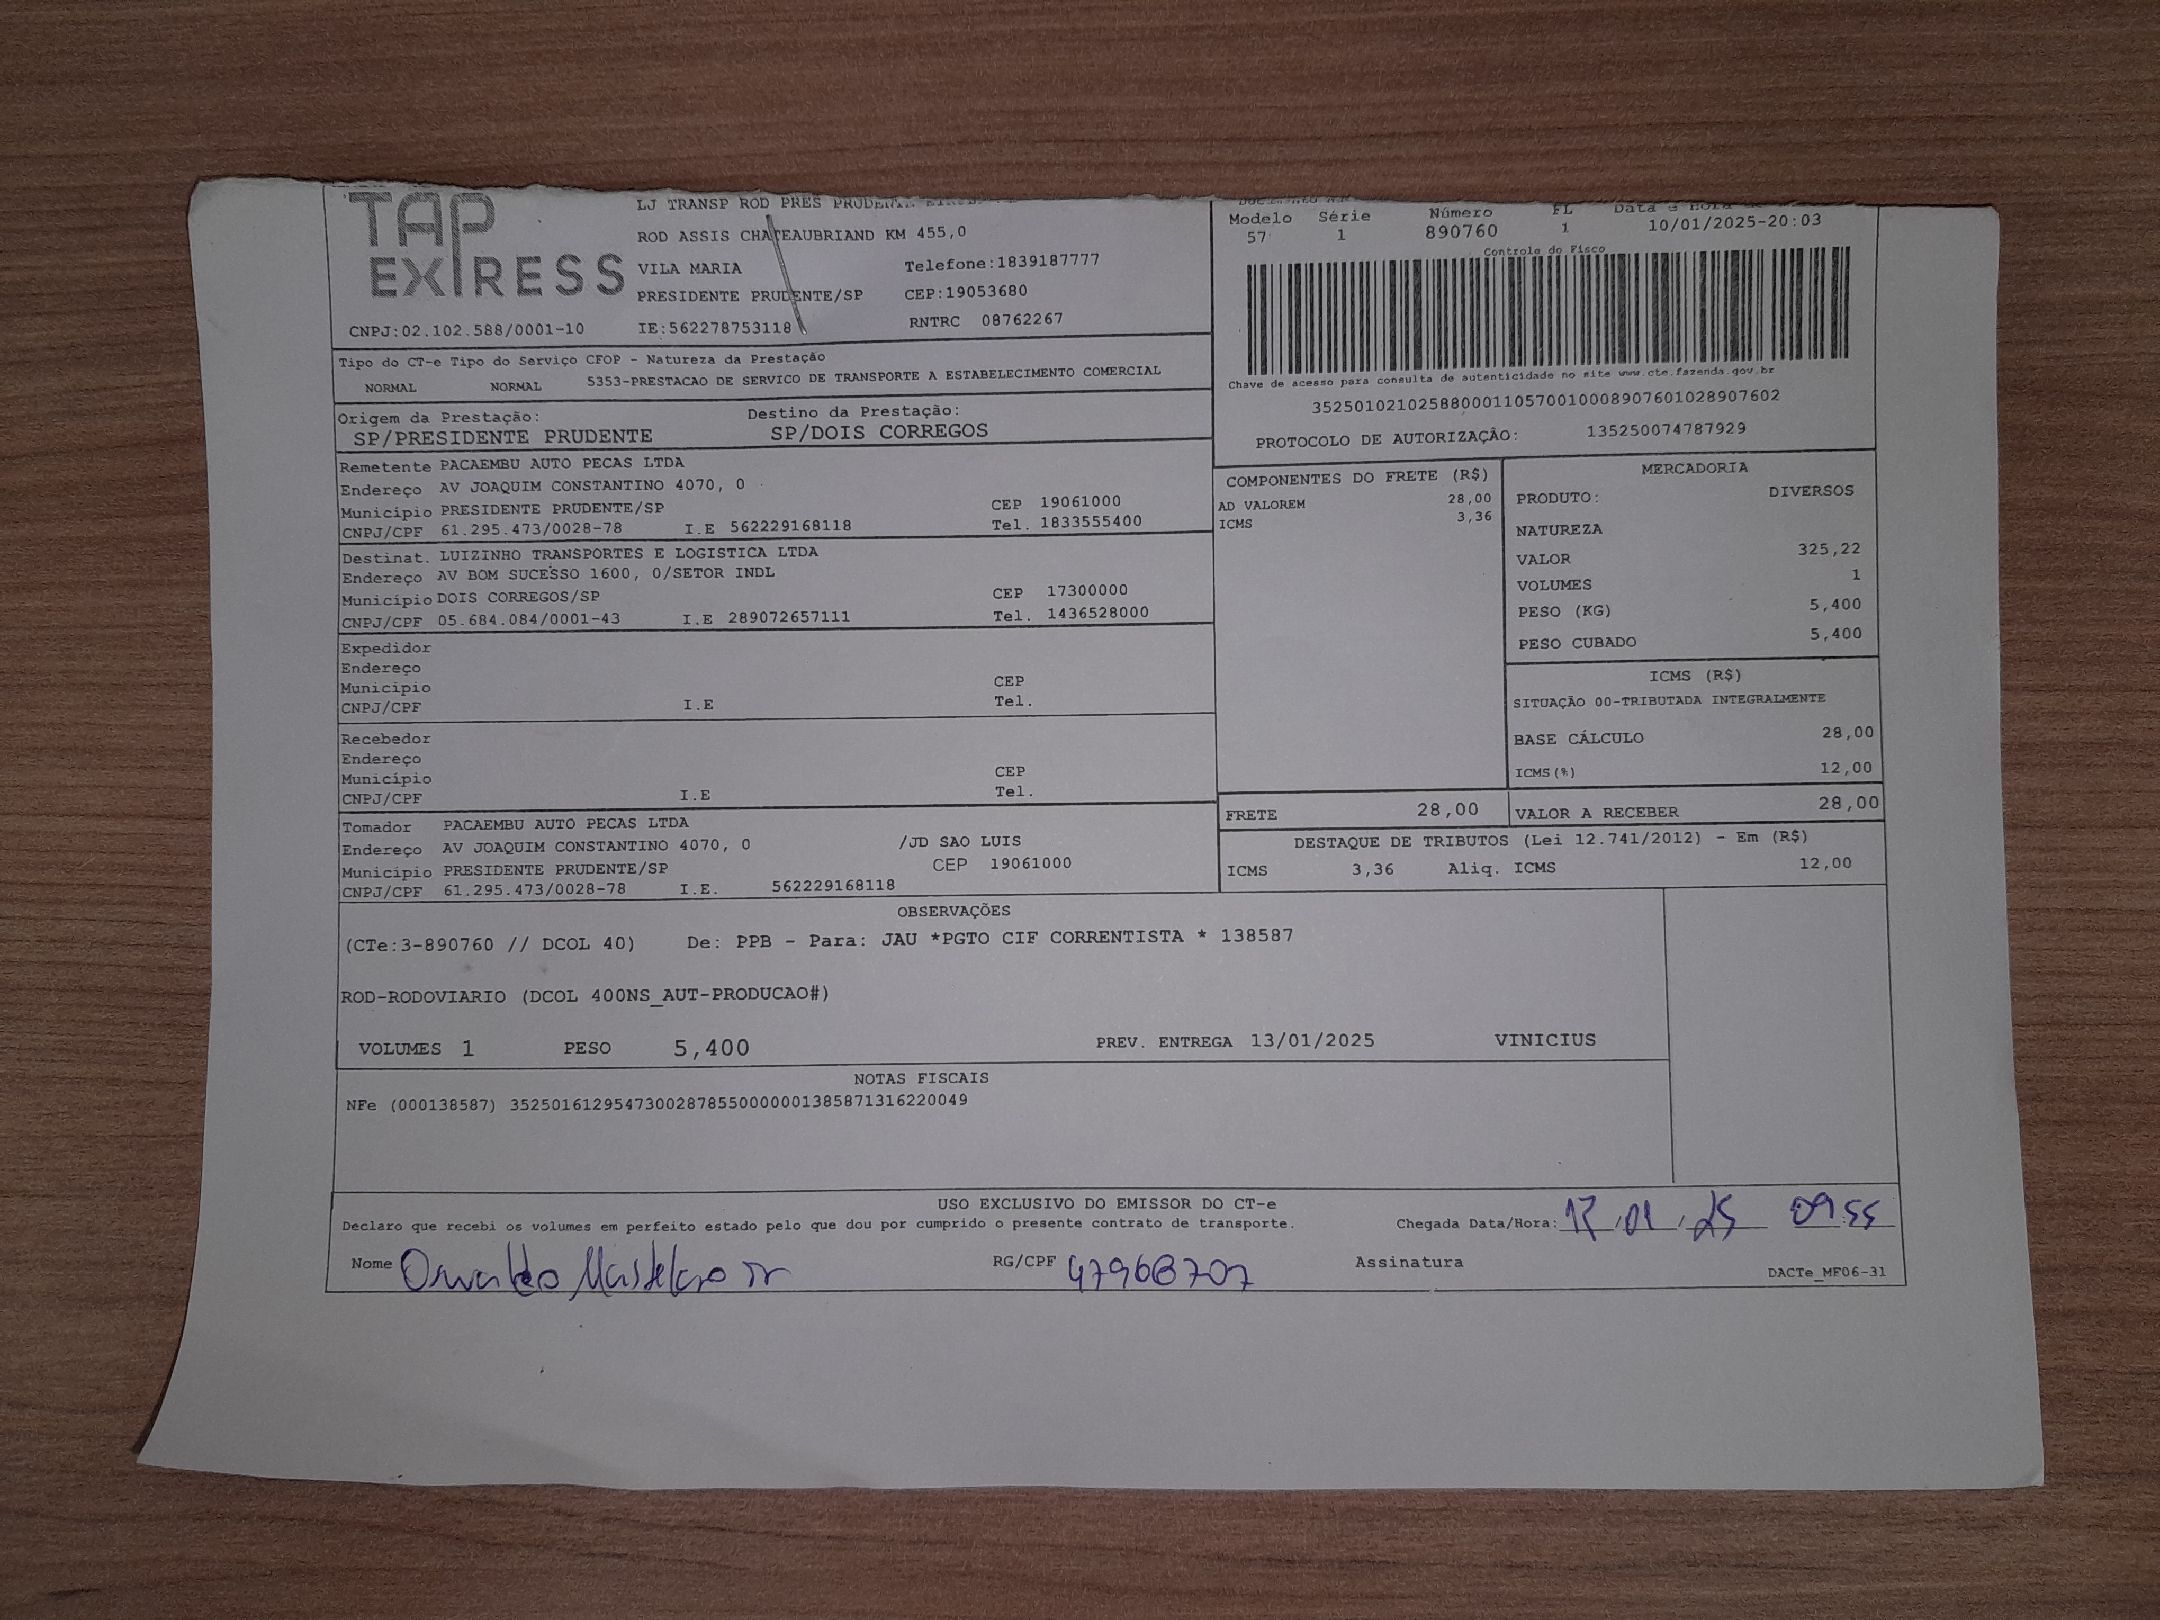 TAP
EXPRESS
LJ TRANSP ROD PRES PRUDENTE
ROD ASSIS CHATEAUBRIAND KM 455,0
VILA MARIA Telefone:1839187777
PRESIDENTE PRUDENTE/SP CEP:19053680
CNPJ:02.102.588/0001-10 IE:562278753118 RNTRC 08762267
Modelo Série Número FL Data e Hora
57 1 890760 1 10/01/2025-20:03
Controle do Fisco
Chave de acesso para consulta de autenticidade no site www.cte.fazenda.gov.br
35250102102588000110570010008907601028907602
PROTOCOLO DE AUTORIZAÇÃO: 135250074787929
Tipo do CT-e Tipo do Serviço CFOP - Natureza da Prestação
NORMAL NORMAL 5353-PRESTACAO DE SERVICO DE TRANSPORTE A ESTABELECIMENTO COMERCIAL
Origem da Prestação: Destino da Prestação:
SP/PRESIDENTE PRUDENTE SP/DOIS CORREGOS
Remetente PACAEMBU AUTO PECAS LTDA
Endereço AV JOAQUIM CONSTANTINO 4070, 0
Município PRESIDENTE PRUDENTE/SP CEP 19061000
CNPJ/CPF 61.295.473/0028-78 I.E 562229168118 Tel. 1833555400
Destinat. LUIZINHO TRANSPORTES E LOGISTICA LTDA
Endereço AV BOM SUCESSO 1600, 0/SETOR INDL
Município DOIS CORREGOS/SP CEP 17300000
CNPJ/CPF 05.684.084/0001-43 I.E 289072657111 Tel. 1436528000
Expedidor
Endereço
Município CEP
CNPJ/CPF I.E Tel.
Recebedor
Endereço
Município CEP
CNPJ/CPF I.E Tel.
Tomador PACAEMBU AUTO PECAS LTDA
Endereço AV JOAQUIM CONSTANTINO 4070, 0 /JD SAO LUIS
Município PRESIDENTE PRUDENTE/SP CEP 19061000
CNPJ/CPF 61.295.473/0028-78 I.E. 562229168118
COMPONENTES DO FRETE (R$)
AD VALOREM 28,00
ICMS 3,36
MERCADORIA
PRODUTO: DIVERSOS
NATUREZA
VALOR 325,22
VOLUMES 1
PESO (KG) 5,400
PESO CUBADO 5,400
ICMS (R$)
SITUAÇÃO 00-TRIBUTADA INTEGRALMENTE
BASE CÁLCULO 28,00
ICMS(%) 12,00
FRETE 28,00 VALOR A RECEBER 28,00
DESTAQUE DE TRIBUTOS (Lei 12.741/2012) - Em (R$)
ICMS 3,36 Aliq. ICMS 12,00
OBSERVAÇÕES
(CTe:3-890760 // DCOL 40) De: PPB - Para: JAU *PGTO CIF CORRENTISTA * 138587
ROD-RODOVIARIO (DCOL 400NS_AUT-PRODUCAO#)
VOLUMES 1 PESO 5,400 PREV. ENTREGA 13/01/2025 VINICIUS
NOTAS FISCAIS
NFe (000138587) 35250161295473002878550000001385871316220049
USO EXCLUSIVO DO EMISSOR DO CT-e
Declaro que recebi os volumes em perfeito estado pelo que dou por cumprido o presente contrato de transporte. Chegada Data/Hora: 01 25 0955
Nome Oswaldo RG/CPF 47968707 Assinatura
DACTe_MF06-31